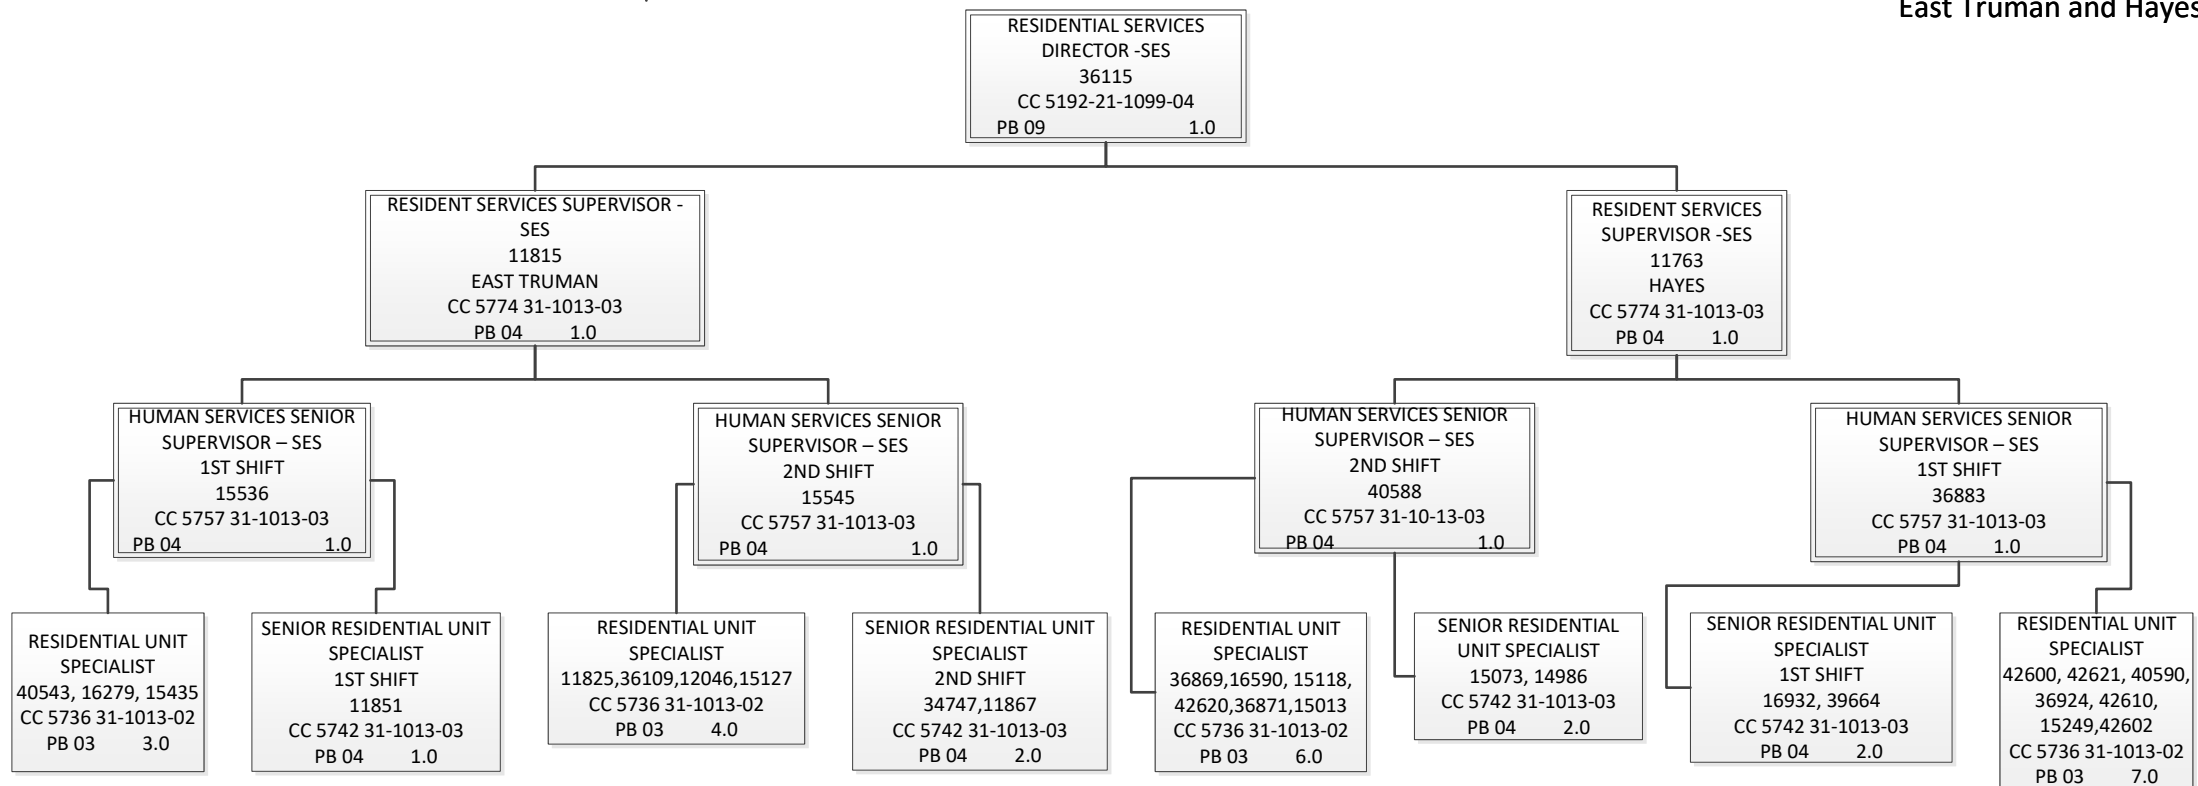 East Truman and Hayes
RESIDENTIAL SERVICES
DIRECTOR -SES
36115
CC 5192-21-1099-04
PB 09 1.0
RESIDENT SERVICES SUPERVISOR -
SES
11815
EAST TRUMAN
CC 5774 31-1013-03
PB 04 1.0
RESIDENT SERVICES
SUPERVISOR -SES
11763
HAYES
CC 5774 31-1013-03
PB 04 1.0
HUMAN SERVICES SENIOR
SUPERVISOR – SES
1ST SHIFT
15536
CC 5757 31-1013-03
PB 04 1.0
HUMAN SERVICES SENIOR
SUPERVISOR – SES
2ND SHIFT
15545
CC 5757 31-1013-03
PB 04 1.0
HUMAN SERVICES SENIOR
SUPERVISOR – SES
2ND SHIFT
40588
CC 5757 31-10-13-03
PB 04 1.0
HUMAN SERVICES SENIOR
SUPERVISOR – SES
1ST SHIFT
36883
CC 5757 31-1013-03
PB 04 1.0
RESIDENTIAL UNIT
SPECIALIST
40543, 16279, 15435
CC 5736 31-1013-02
PB 03 3.0
SENIOR RESIDENTIAL UNIT
SPECIALIST
1ST SHIFT
11851
CC 5742 31-1013-03
PB 04 1.0
RESIDENTIAL UNIT
SPECIALIST
11825,36109,12046,15127
CC 5736 31-1013-02
PB 03 4.0
SENIOR RESIDENTIAL UNIT
SPECIALIST
2ND SHIFT
34747,11867
CC 5742 31-1013-03
PB 04 2.0
RESIDENTIAL UNIT
SPECIALIST
36869,16590, 15118,
42620,36871,15013
CC 5736 31-1013-02
PB 03 6.0
SENIOR RESIDENTIAL
UNIT SPECIALIST
15073, 14986
CC 5742 31-1013-03
PB 04 2.0
SENIOR RESIDENTIAL UNIT
SPECIALIST
1ST SHIFT
16932, 39664
CC 5742 31-1013-03
PB 04 2.0
RESIDENTIAL UNIT
SPECIALIST
42600, 42621, 40590,
36924, 42610,
15249,42602
CC 5736 31-1013-02
PB 03 7.0